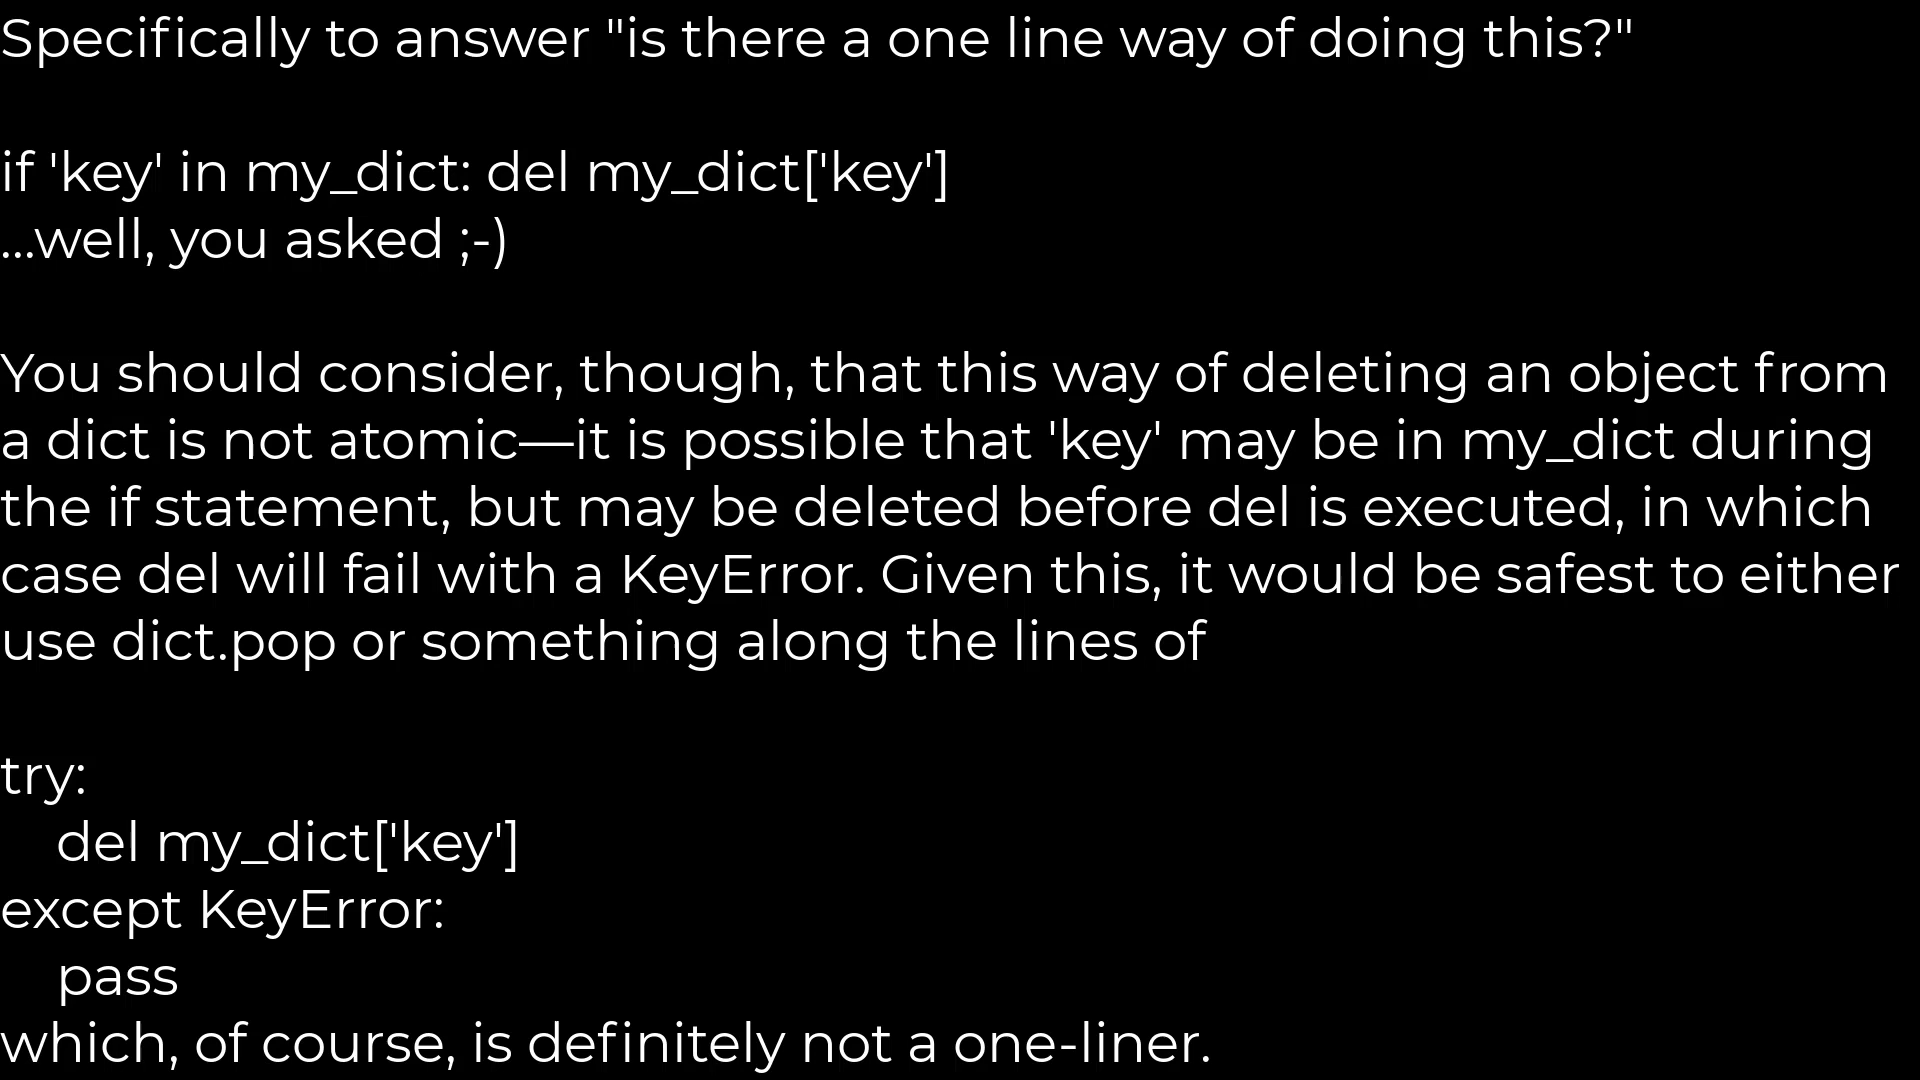 Specifically to answer "is there a one line way of doing this?"

if 'key' in my_dict: del my_dict['key']
...well, you asked ;-)

You should consider, though, that this way of deleting an object from
a dict is not atomic—it is possible that 'key' may be in my_dict during
the if statement, but may be deleted before del is executed, in which
case del will fail with a KeyError. Given this, it would be safest to either
use dict.pop or something along the lines of

try:
    del my_dict['key']
except KeyError:
    pass
which, of course, is definitely not a one-liner.